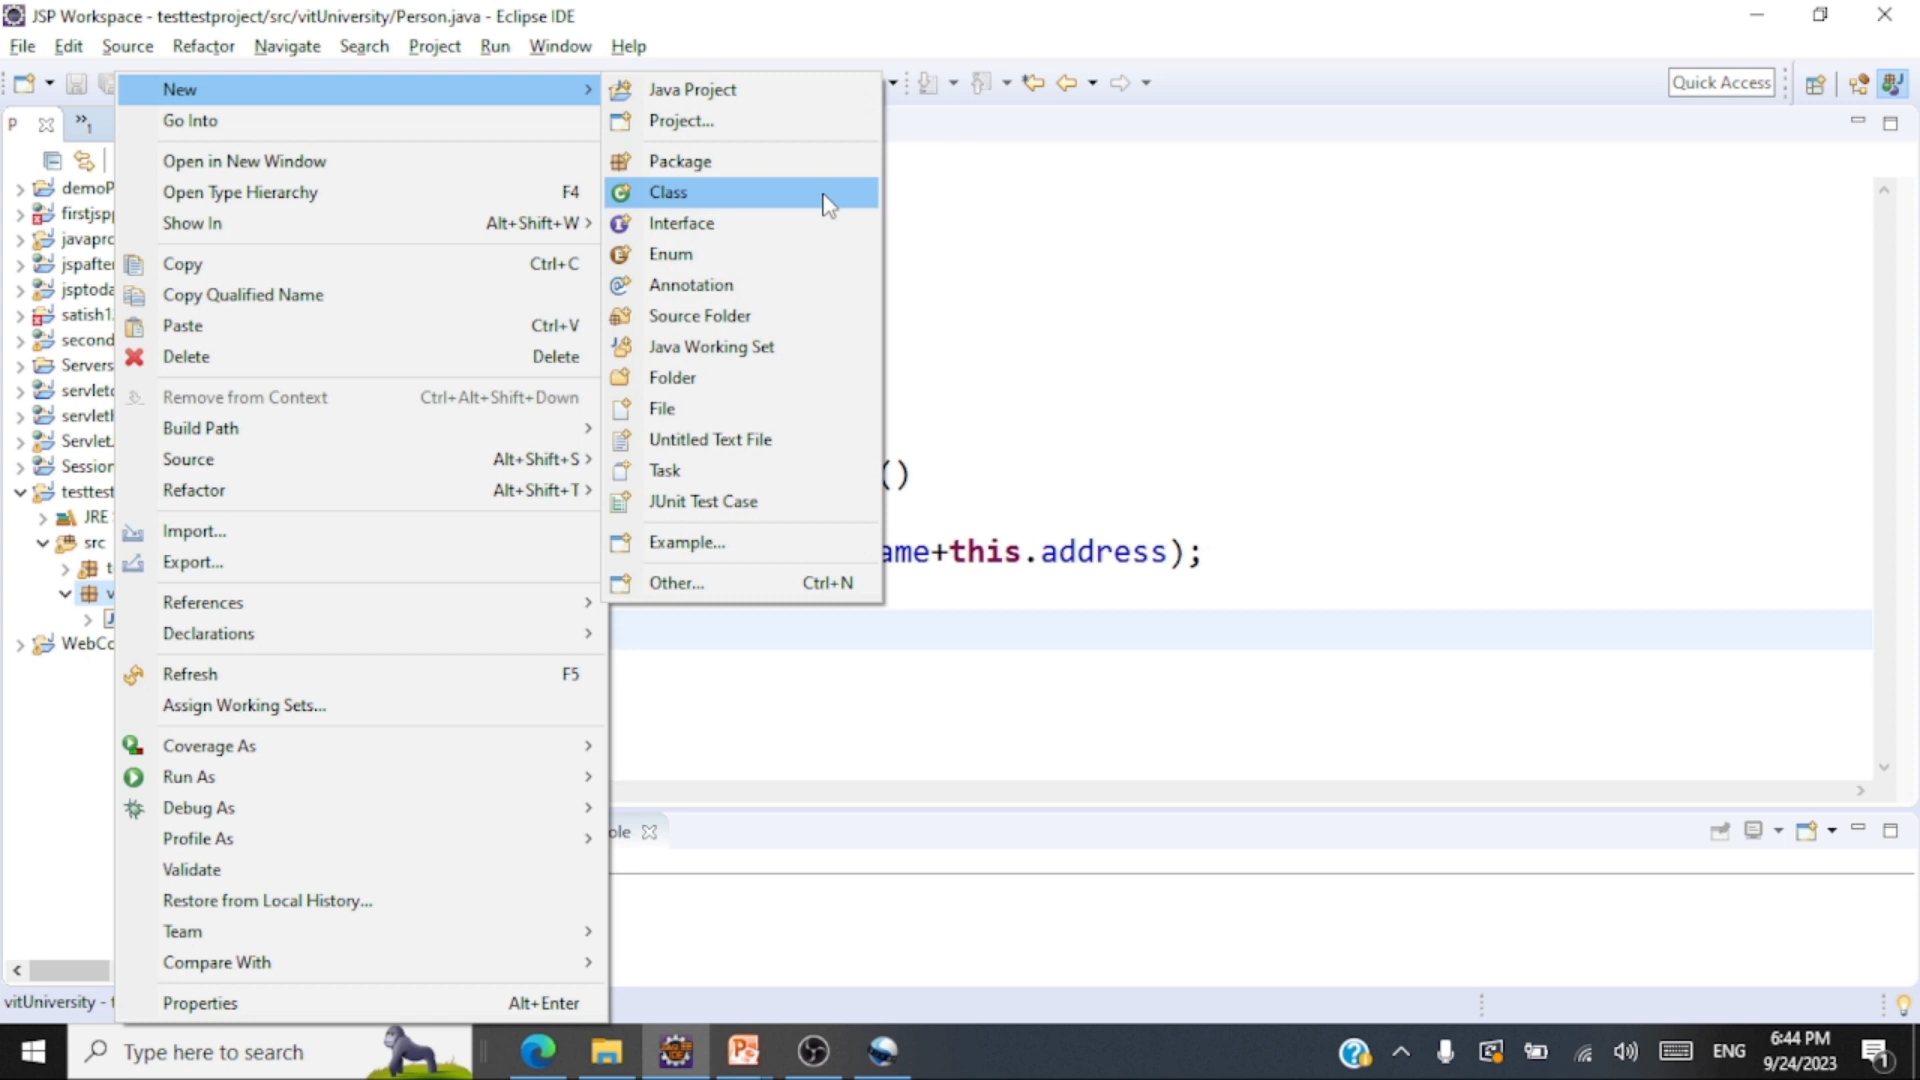 JSP Workspace - testtestproject/src/vitUniversity/Person.java - Eclipse IDE
File Edit Source Refactor Navigate Search Project Run Window Help
Quick Access
P
»1
demoP
firstjspp
javapro
jspafter
jsptoda
satish1
second
Servers
servlet
servlet
Servlet
Session
testtest
JRE
src
t
v
WebCo
New
Go Into
Open in New Window
Open Type Hierarchy F4
Show In Alt+Shift+W >
Copy Ctrl+C
Copy Qualified Name
Paste Ctrl+V
Delete Delete
Remove from Context Ctrl+Alt+Shift+Down
Build Path
Source Alt+Shift+S >
Refactor Alt+Shift+T >
Import...
Export...
References
Declarations
Refresh F5
Assign Working Sets...
Coverage As
Run As
Debug As
Profile As
Validate
Restore from Local History...
Team
Compare With
Properties Alt+Enter
Java Project
Project...
Package
Class
Interface
Enum
Annotation
Source Folder
Java Working Set
Folder
File
Untitled Text File
Task
JUnit Test Case
Example...
Other... Ctrl+N
()
ame+this.address);
ole
vitUniversity - t
Type here to search
ENG
6:44 PM
9/24/2023
1